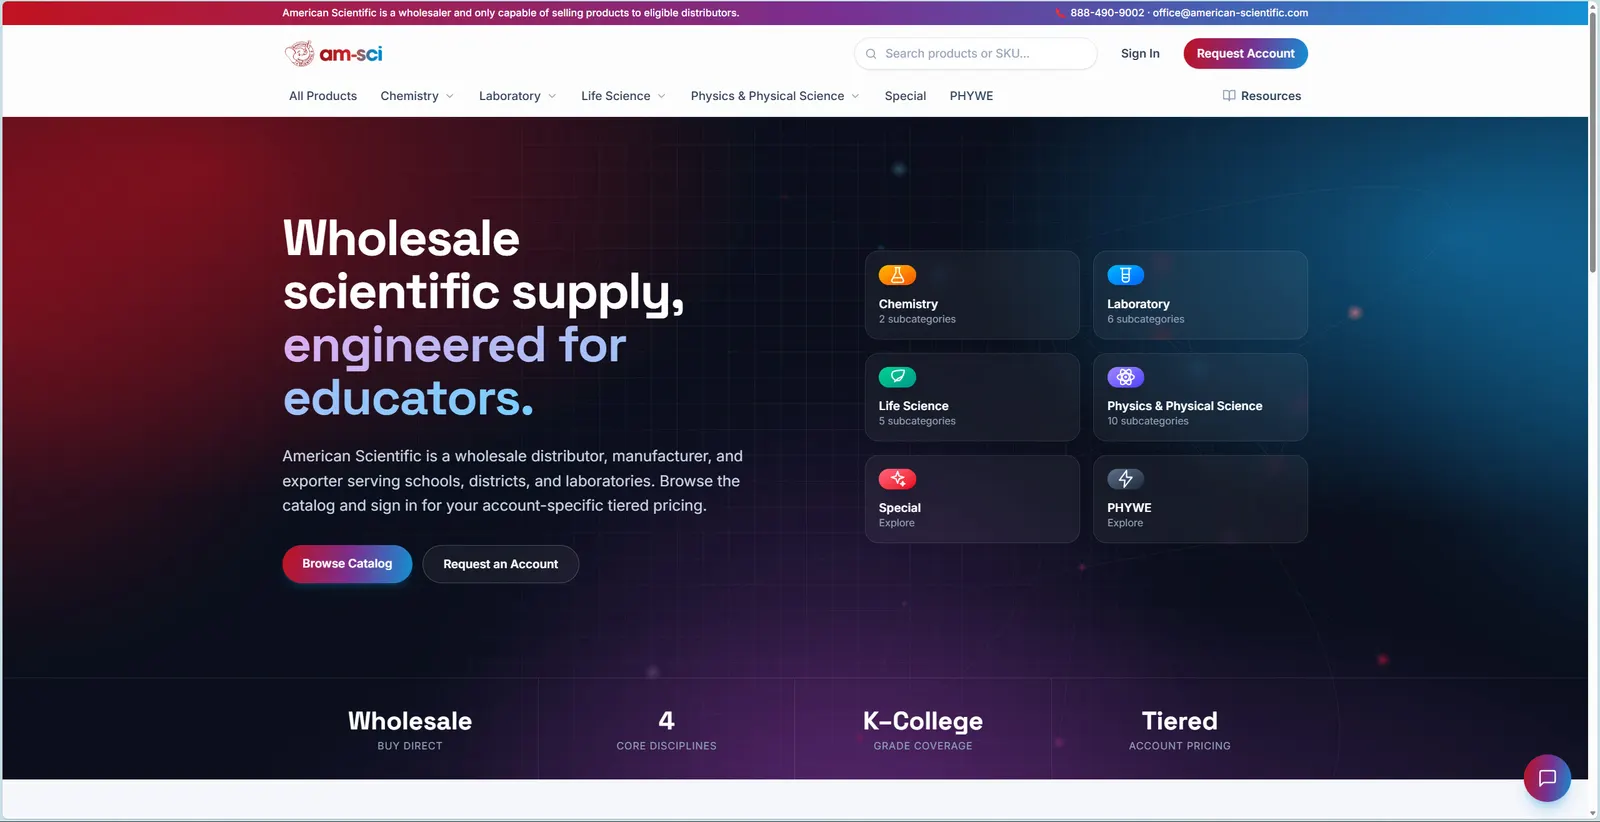 American Scientific is a wholesaler and only capable of selling products to eligible distributors.
888-490-9002 · office@american-scientific.com
am-sci
Search products or SKU...
Sign In
Request Account
All Products
Chemistry
Laboratory
Life Science
Physics & Physical Science
Special
PHYWE
Resources
Wholesale
scientific supply,
engineered for
educators.
American Scientific is a wholesale distributor, manufacturer, and
exporter serving schools, districts, and laboratories. Browse the
catalog and sign in for your account-specific tiered pricing.
Browse Catalog
Request an Account
Chemistry
2 subcategories
Laboratory
6 subcategories
Life Science
5 subcategories
Physics & Physical Science
10 subcategories
Special
Explore
PHYWE
Explore
Wholesale
BUY DIRECT
4
CORE DISCIPLINES
K–College
GRADE COVERAGE
Tiered
ACCOUNT PRICING